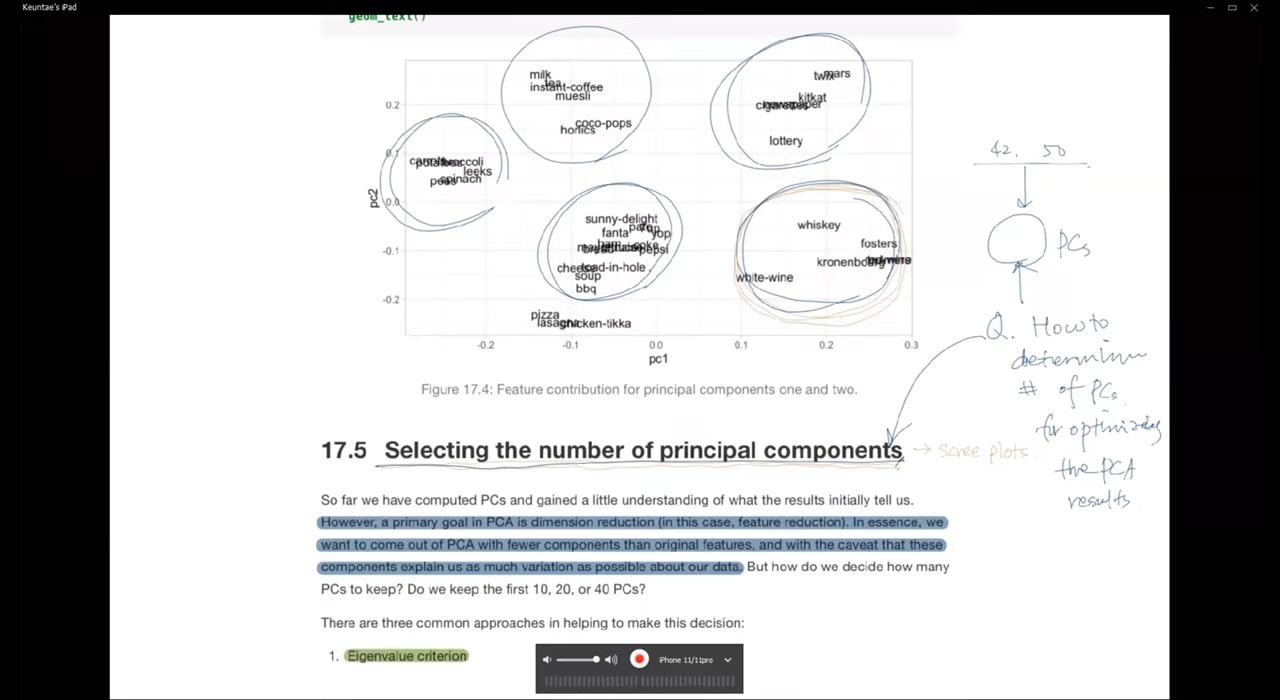 Keuntae's iPad
geom_text()
milk
tea
instant-coffee
muesli
coco-pops
horlics
twix
mars
kitkat
cigarettes
newspaper
lottery
carrots
potatoes
broccoli
leeks
peas
spinach
sunny-delight
fanta
pop
yop
ham
coke
pepsi
cheese
toad-in-hole
soup
bbq
pizza
lasagna
chicken-tikka
whiskey
fosters
kronenbourg
white-wine
0.2
0.1
0.0
-0.1
-0.2
pc2
-0.2
-0.1
0.0
0.1
0.2
0.3
pc1
42. 50
PCs
Q. How to
determine
# of PCs
for optimizing
the PCA
results
Figure 17.4: Feature contribution for principal components one and two.
17.5 Selecting the number of principal components
→ Scree plots.
So far we have computed PCs and gained a little understanding of what the results initially tell us.
However, a primary goal in PCA is dimension reduction (in this case, feature reduction). In essence, we
want to come out of PCA with fewer components than original features, and with the caveat that these
components explain us as much variation as possible about our data. But how do we decide how many
PCs to keep? Do we keep the first 10, 20, or 40 PCs?
There are three common approaches in helping to make this decision:
1. Eigenvalue criterion
iPhone 11/11pro